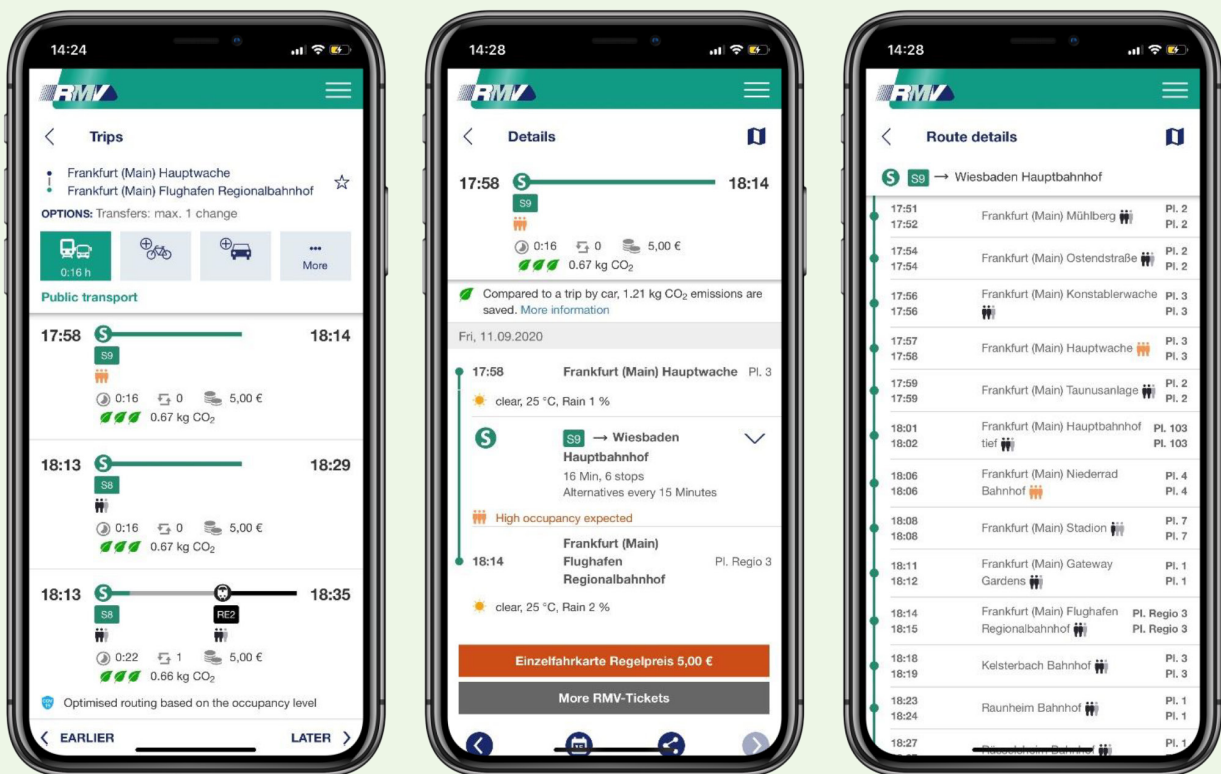 14:24
RMV
Trips
Frankfurt (Main) Hauptwache
Frankfurt (Main) Flughafen Regionalbahnhof
OPTIONS: Transfers: max. 1 change
0:16 h
More
Public transport
17:58 S 18:14
S9
0:16 0 5,00 €
0.67 kg CO₂
18:13 S 18:29
S8
0:16 0 5,00 €
0.67 kg CO₂
18:13 S 18:35
S8 RE2
0:22 1 5,00 €
0.66 kg CO₂
Optimised routing based on the occupancy level
EARLIER LATER
14:28
RMV
Details
17:58 S 18:14
S9
0:16 0 5,00 €
0.67 kg CO₂
Compared to a trip by car, 1.21 kg CO₂ emissions are
saved. More information
Fri, 11.09.2020
17:58 Frankfurt (Main) Hauptwache Pl. 3
clear, 25 °C, Rain 1 %
S S9 → Wiesbaden
Hauptbahnhof
16 Min, 6 stops
Alternatives every 15 Minutes
High occupancy expected
Frankfurt (Main)
18:14 Flughafen Pl. Regio 3
Regionalbahnhof
clear, 25 °C, Rain 2 %
Einzelfahrkarte Regelpreis 5,00 €
More RMV-Tickets
14:28
RMV
Route details
S S9 → Wiesbaden Hauptbahnhof
17:51 Pl. 2
Frankfurt (Main) Mühlberg
17:52 Pl. 2
17:54 Pl. 2
Frankfurt (Main) Ostendstraße
17:54 Pl. 2
17:56 Frankfurt (Main) Konstablerwache Pl. 3
17:56 Pl. 3
17:57 Pl. 3
Frankfurt (Main) Hauptwache
17:58 Pl. 3
17:59 Pl. 2
Frankfurt (Main) Taunusanlage
17:59 Pl. 2
18:01 Frankfurt (Main) Hauptbahnhof Pl. 103
18:02 tief Pl. 103
18:06 Frankfurt (Main) Niederrad Pl. 4
18:06 Bahnhof Pl. 4
18:08 Pl. 7
Frankfurt (Main) Stadion
18:08 Pl. 7
18:11 Frankfurt (Main) Gateway Pl. 1
18:12 Gardens Pl. 1
18:14 Frankfurt (Main) Flughafen Pl. Regio 3
18:15 Regionalbahnhof Pl. Regio 3
18:18 Pl. 3
Kelsterbach Bahnhof
18:19 Pl. 3
18:23 Pl. 1
Raunheim Bahnhof
18:24 Pl. 1
18:27 Pl. 1